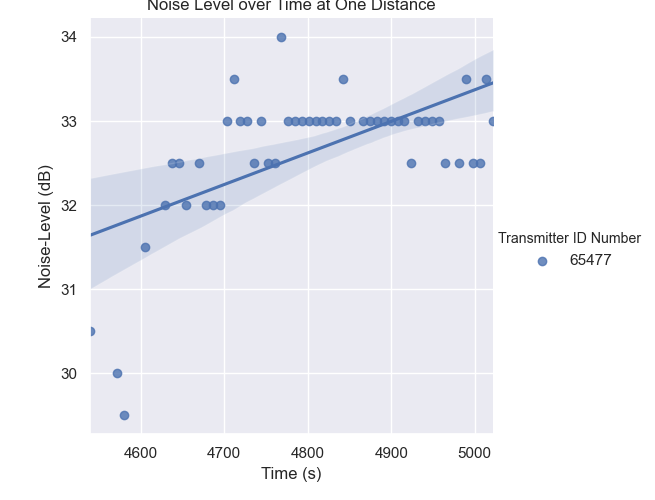 Noise Level over Time at One Distance
34
33
32
31
30
Noise-Level (dB)
4600 4700 4800 4900 5000
Time (s)
Transmitter ID Number
65477